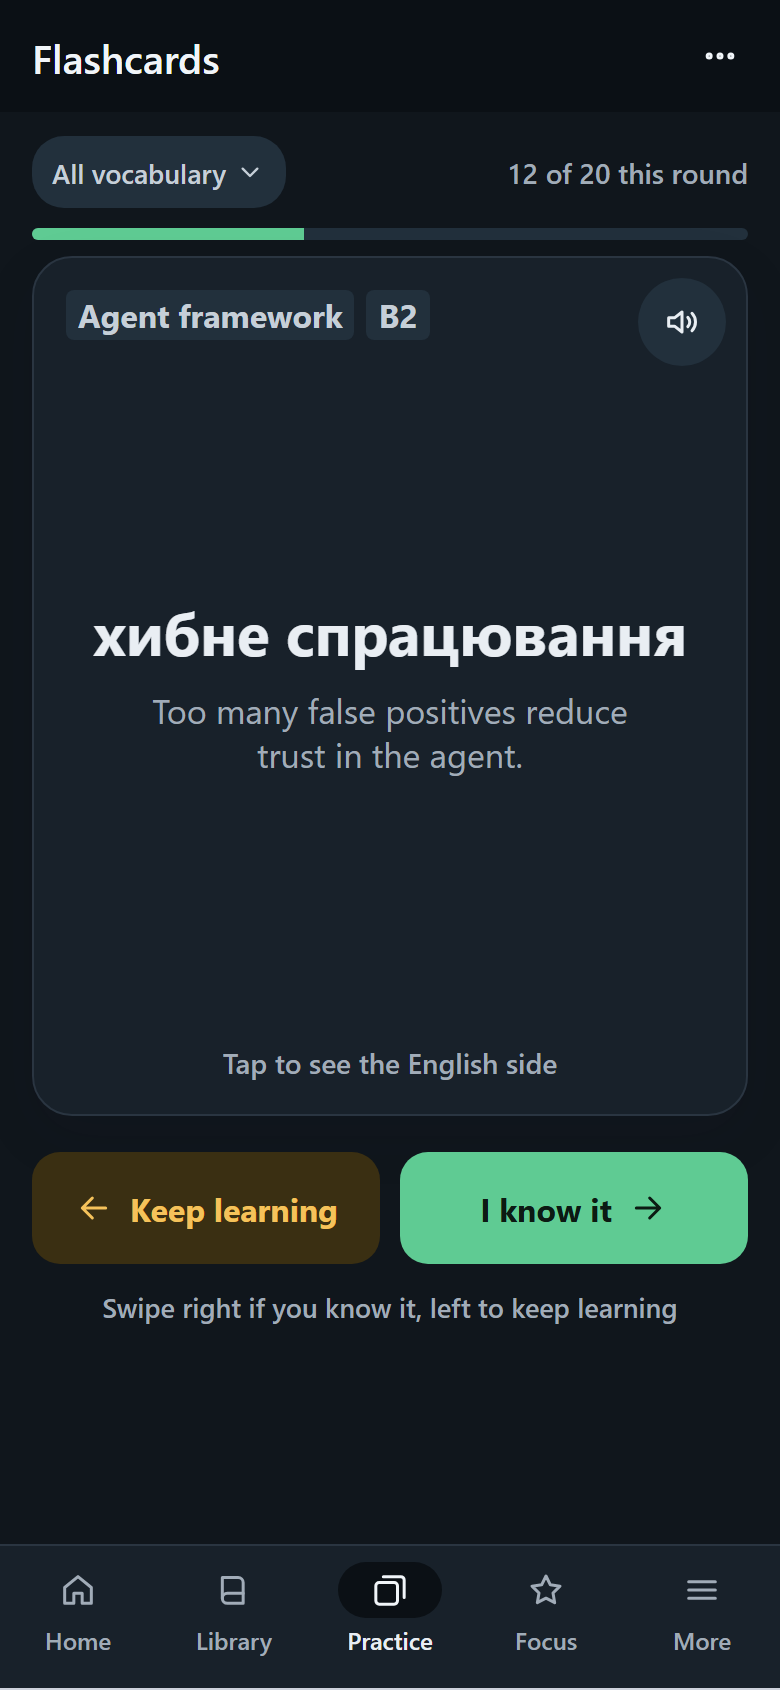 Flashcards
All vocabulary
12 of 20 this round
Agent framework B2
хибне спрацювання
Too many false positives reduce
trust in the agent.
Tap to see the English side
Keep learning
I know it
Swipe right if you know it, left to keep learning
Home
Library
Practice
Focus
More